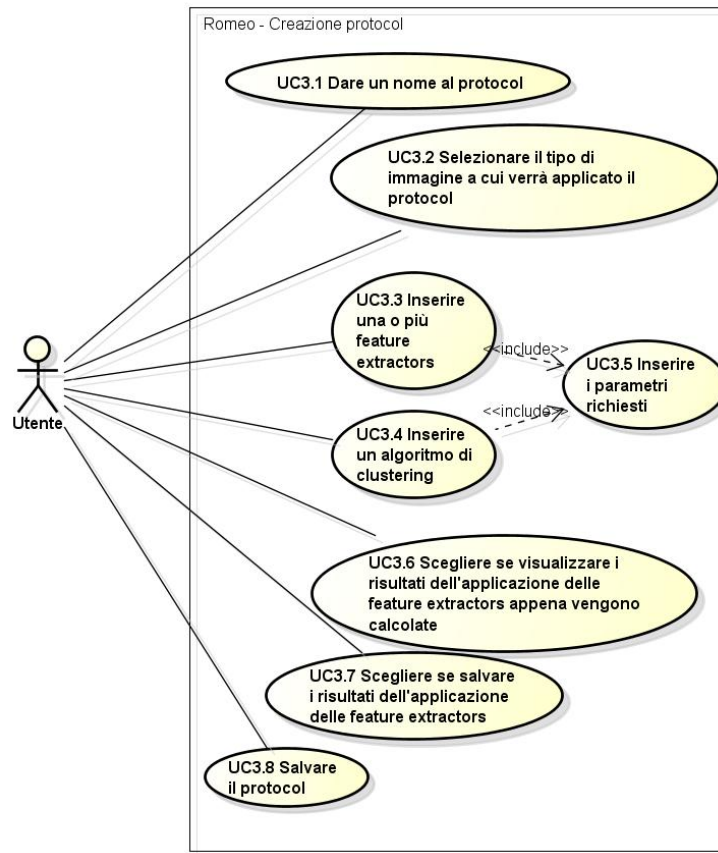 Romeo - Creazione protocol
UC3.1 Dare un nome al protocol
UC3.2 Selezionare il tipo di
immagine a cui verrà applicato il
protocol
UC3.3 Inserire
una o più
feature
extractors
<<include>>
UC3.5 Inserire
i parametri
richiesti
<<include>>
UC3.4 Inserire
un algoritmo di
clustering
Utente
UC3.6 Scegliere se visualizzare i
risultati dell'applicazione delle
feature extractors appena vengono
calcolate
UC3.7 Scegliere se salvare
i risultati dell'applicazione
delle feature extractors
UC3.8 Salvare
il protocol